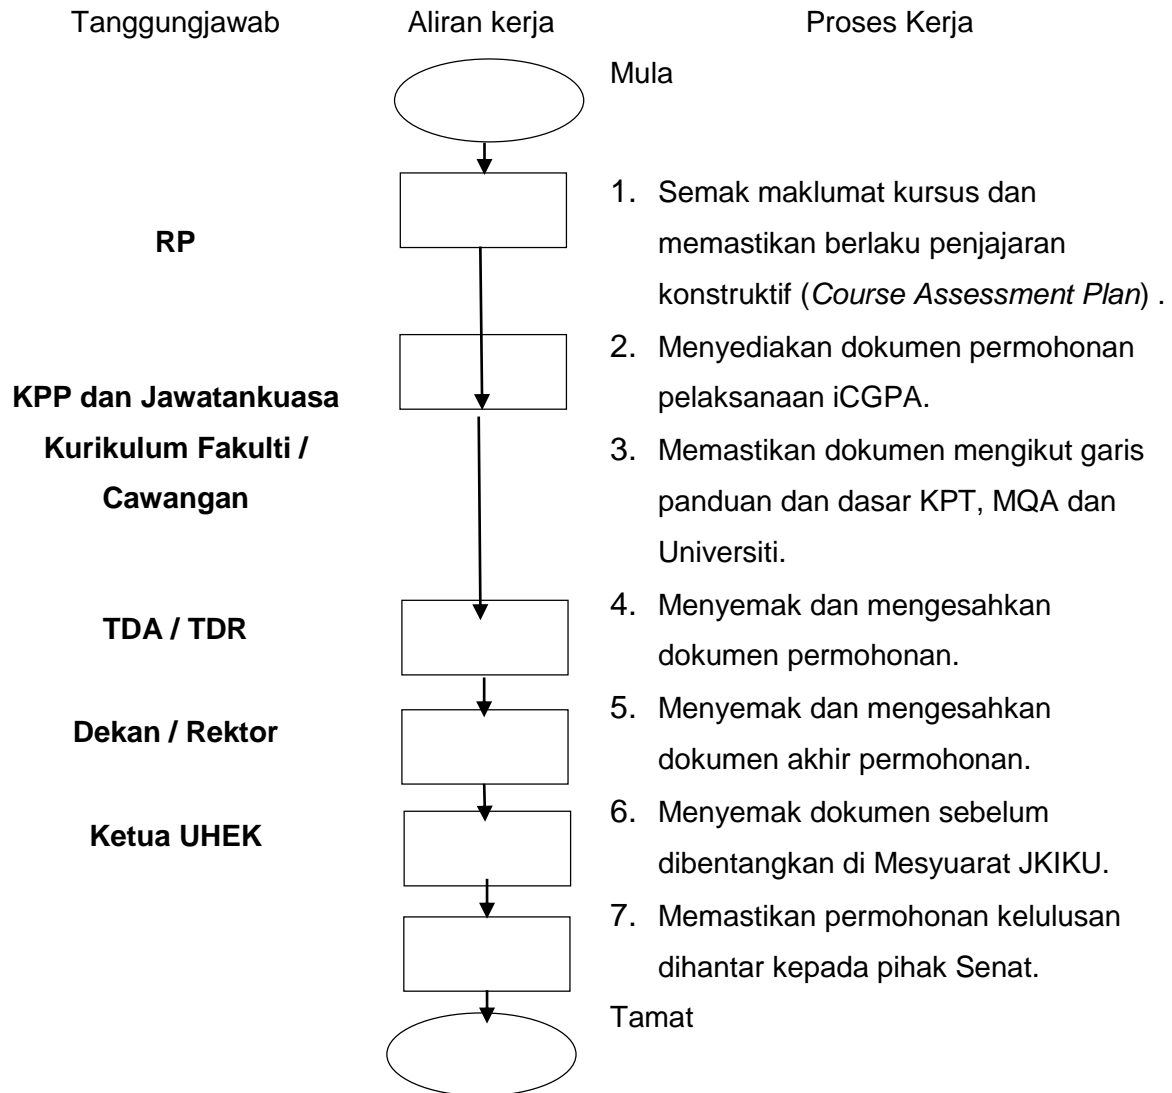 Tanggungjawab Aliran kerja Proses Kerja
Mula
RP
1. Semak maklumat kursus dan
memastikan berlaku penjajaran
konstruktif (Course Assessment Plan) .
KPP dan Jawatankuasa
Kurikulum Fakulti /
Cawangan
2. Menyediakan dokumen permohonan
pelaksanaan iCGPA.
3. Memastikan dokumen mengikut garis
panduan dan dasar KPT, MQA dan
Universiti.
TDA / TDR
4. Menyemak dan mengesahkan
dokumen permohonan.
Dekan / Rektor
5. Menyemak dan mengesahkan
dokumen akhir permohonan.
Ketua UHEK
6. Menyemak dokumen sebelum
dibentangkan di Mesyuarat JKIKU.
7. Memastikan permohonan kelulusan
dihantar kepada pihak Senat.
Tamat